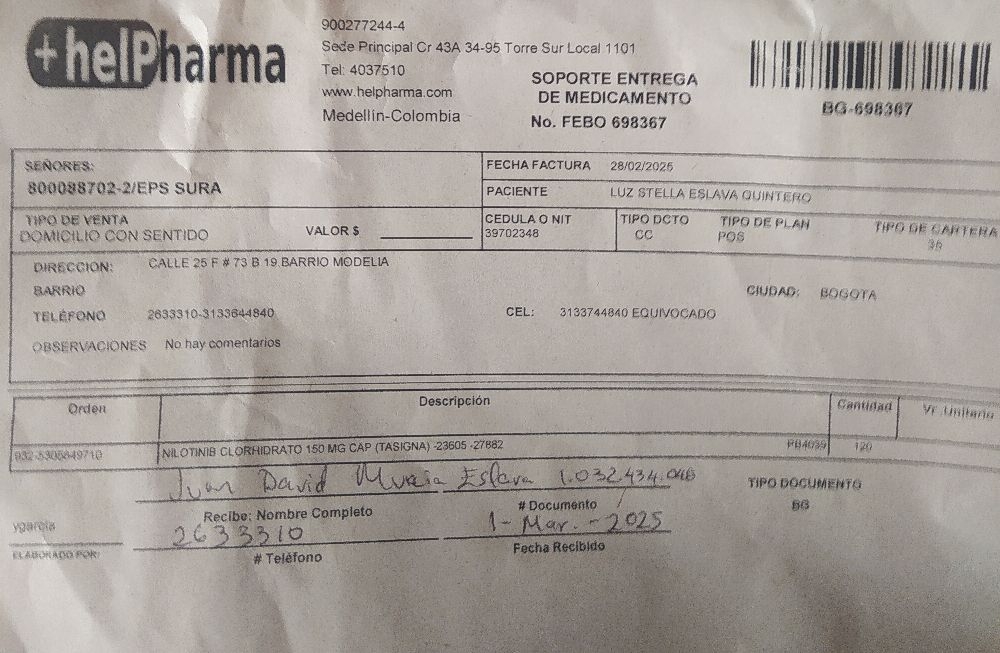 +helPharma
900277244-4
Sede Principal Cr 43A 34-95 Torre Sur Local 1101
Tel: 4037510
www.helpharma.com
Medellín-Colombia
SOPORTE ENTREGA
DE MEDICAMENTO
No. FEBO 698367
BG-698367
SEÑORES:
800088702-2/EPS SURA
FECHA FACTURA 28/02/2025
PACIENTE LUZ STELLA ESLAVA QUINTERO
TIPO DE VENTA
DOMICILIO CON SENTIDO
VALOR $
CEDULA O NIT
39702348
TIPO DCTO
CC
TIPO DE PLAN
POS
TIPO DE CARTERA
36
DIRECCION: CALLE 25 F # 73 B 19 BARRIO MODELIA
BARRIO
CIUDAD: BOGOTA
TELÉFONO 2633310-3133644840
CEL: 3133744840 EQUIVOCADO
OBSERVACIONES No hay comentarios
Orden Descripción Cantidad Vr .Unitario
932-5305849710 NILOTINIB CLORHIDRATO 150 MG CAP (TASIGNA) -23605 -27882 PB4039 120
Juan David Murcia Eslava 1.032.434.048
Recibe: Nombre Completo # Documento
TIPO DOCUMENTO
BG
ygarcia
2633310 1-Mar.-2025
ELABORADO POR:
# Teléfono Fecha Recibido